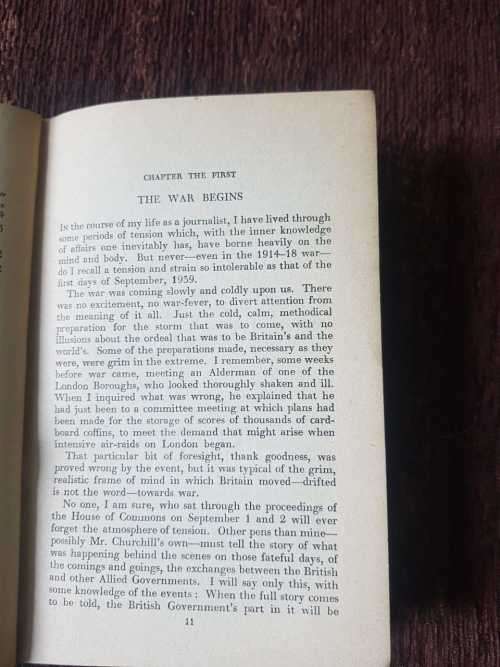 CHAPTER THE FIRST
THE WAR BEGINS
IN the course of my life as a journalist, I have lived through
some periods of tension which, with the inner knowledge
of affairs one inevitably has, have borne heavily on the
mind and body. But never—even in the 1914-18 war—
do I recall a tension and strain so intolerable as that of the
first days of September, 1939.
The war was coming slowly and coldly upon us. There
was no excitement, no war-fever, to divert attention from
the meaning of it all. Just the cold, calm, methodical
preparation for the storm that was to come, with no
illusions about the ordeal that was to be Britain's and the
world's. Some of the preparations made, necessary as they
were, were grim in the extreme. I remember, some weeks
before war came, meeting an Alderman of one of the
London Boroughs, who looked thoroughly shaken and ill.
When I inquired what was wrong, he explained that he
had just been to a committee meeting at which plans had
been made for the storage of scores of thousands of card-
board coffins, to meet the demand that might arise when
intensive air-raids on London began.
That particular bit of foresight, thank goodness, was
proved wrong by the event, but it was typical of the grim,
realistic frame of mind in which Britain moved—drifted
is not the word—towards war.
No one, I am sure, who sat through the proceedings of
the House of Commons on September 1 and 2 will ever
forget the atmosphere of tension. Other pens than mine—
possibly Mr. Churchill's own—must tell the story of what
was happening behind the scenes on those fateful days, of
the comings and goings, the exchanges between the British
and other Allied Governments. I will say only this, with
some knowledge of the events: When the full story comes
to be told, the British Government's part in it will be
11